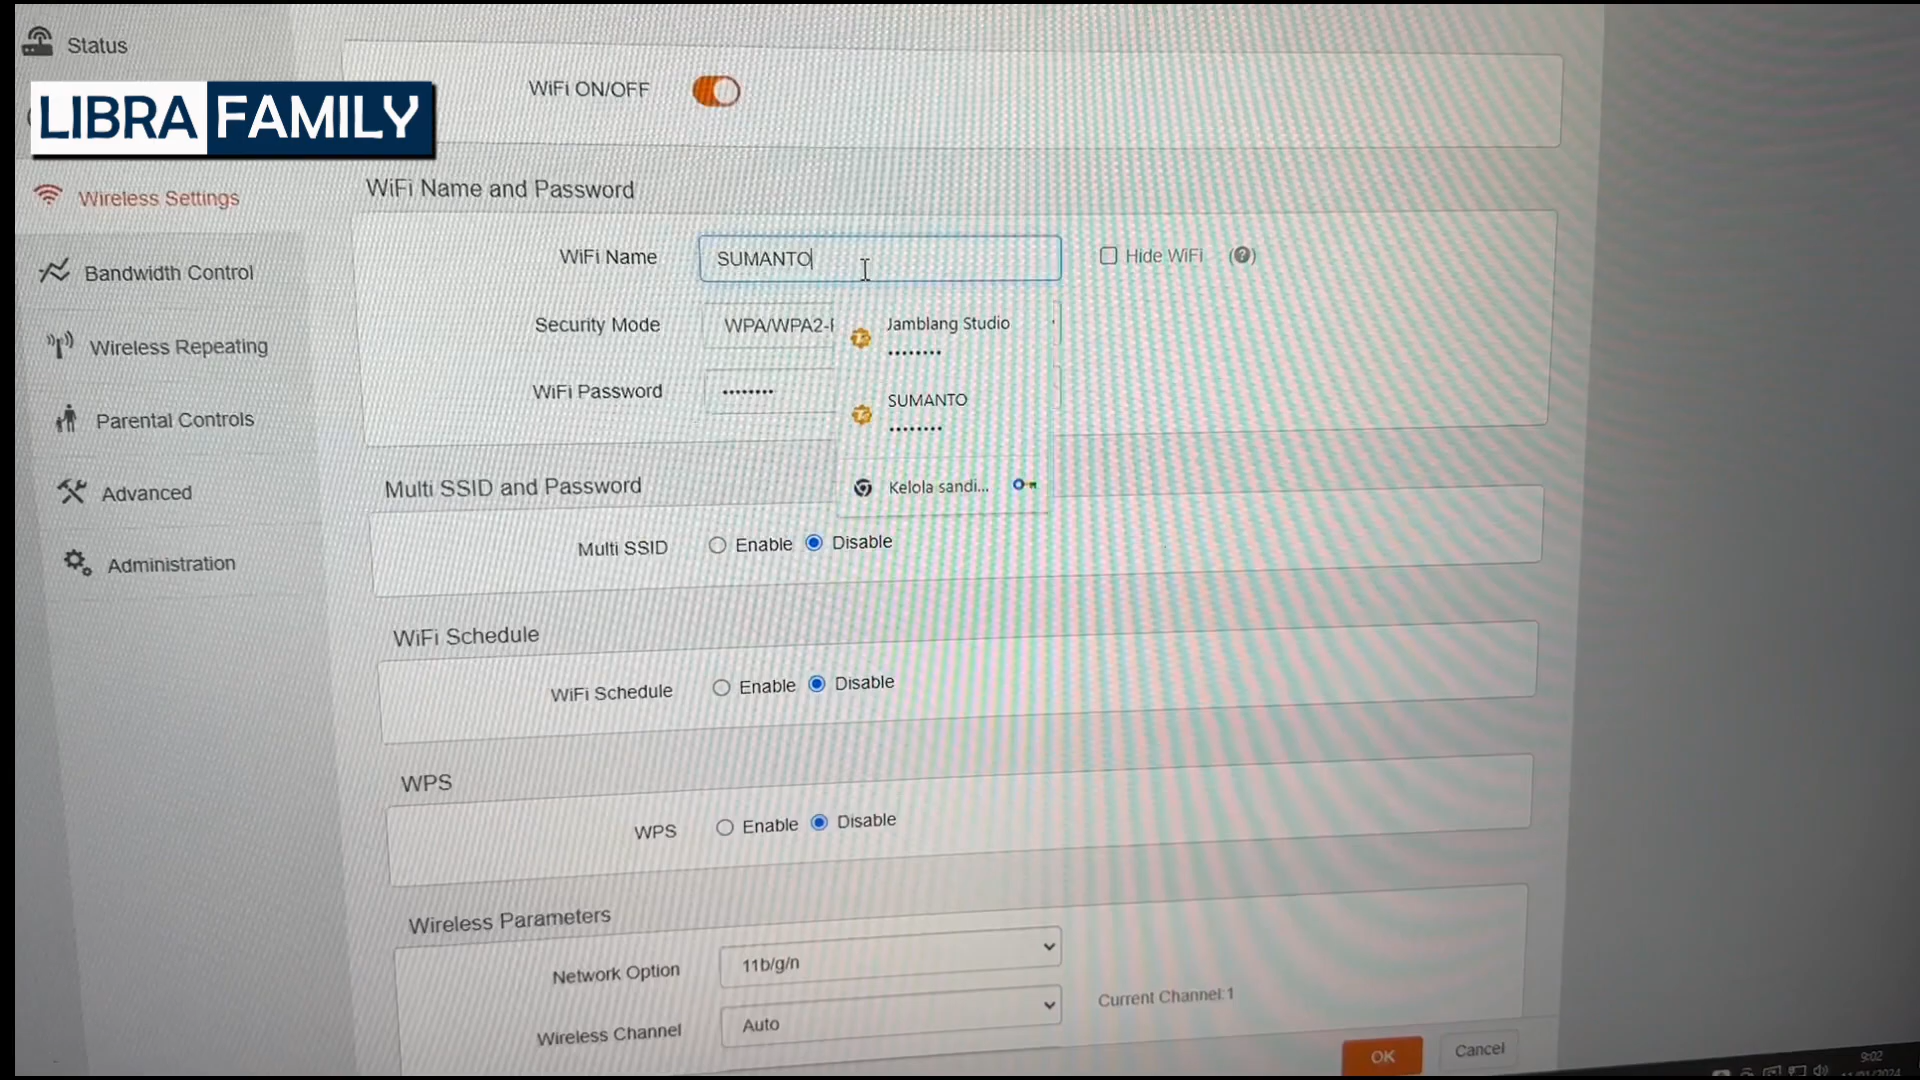 Status
LIBRA FAMILY
WiFi ON/OFF
WiFi Name and Password
Wireless Settings
WiFi Name SUMANTO Hide WiFi
Bandwidth Control
Security Mode WPA/WPA2- Jamblang Studio
••••••••
Wireless Repeating
WiFi Password •••••••• SUMANTO
••••••••
Parental Controls
Multi SSID and Password Kelola sandi...
Advanced
Multi SSID Enable Disable
Administration
WiFi Schedule
WiFi Schedule Enable Disable
WPS
WPS Enable Disable
Wireless Parameters
Network Option 11b/g/n
Current Channel:1
Wireless Channel Auto
OK Cancel
9:02